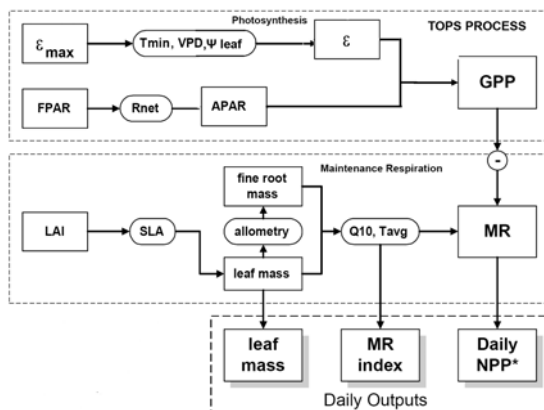 Photosynthesis
TOPS PROCESS
εmax
Tmin, VPD,Ψ leaf
ε
FPAR
Rnet
APAR
GPP
-
Maintenance Respiration
fine root
mass
LAI
SLA
allometry
Q10, Tavg
MR
leaf mass
leaf
mass
MR
index
Daily
NPP*
Daily Outputs